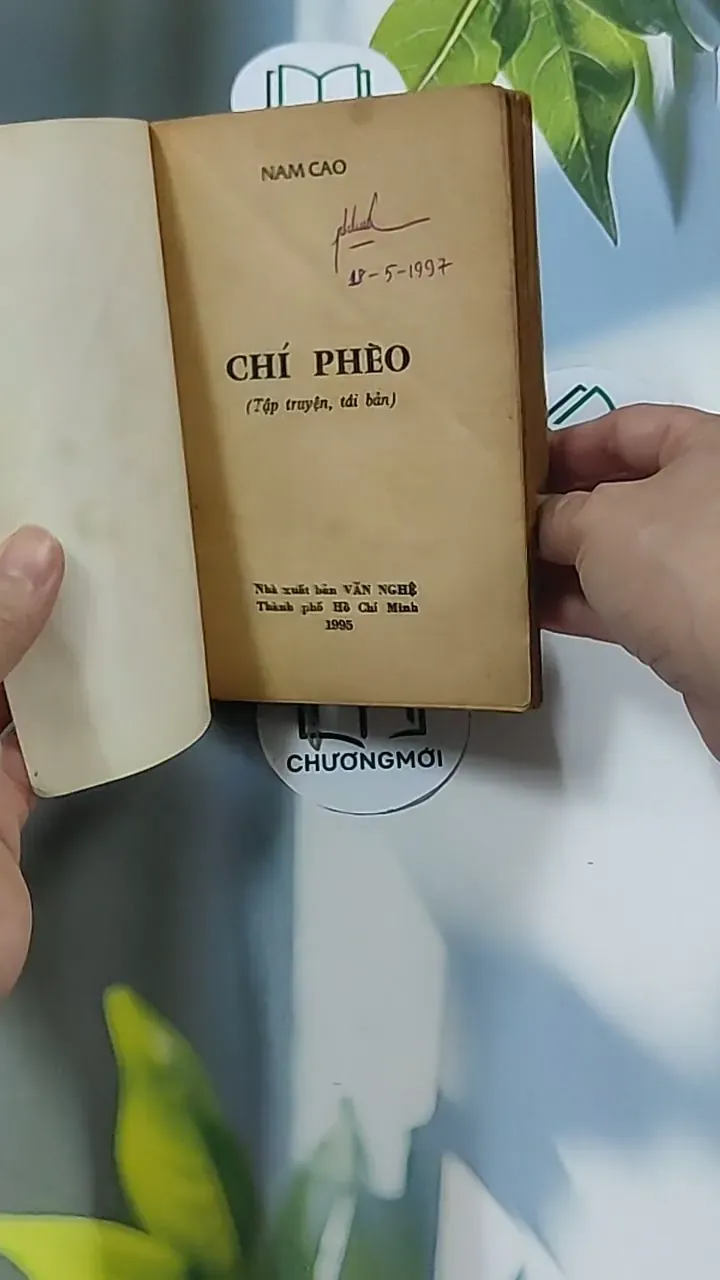 NAM CAO
18-5-1997
CHÍ PHÈO
(Tập truyện, tái bản)
Nhà xuất bản VĂN NGHỆ
Thành phố Hồ Chí Minh
1995
CHƯƠNGMỚI